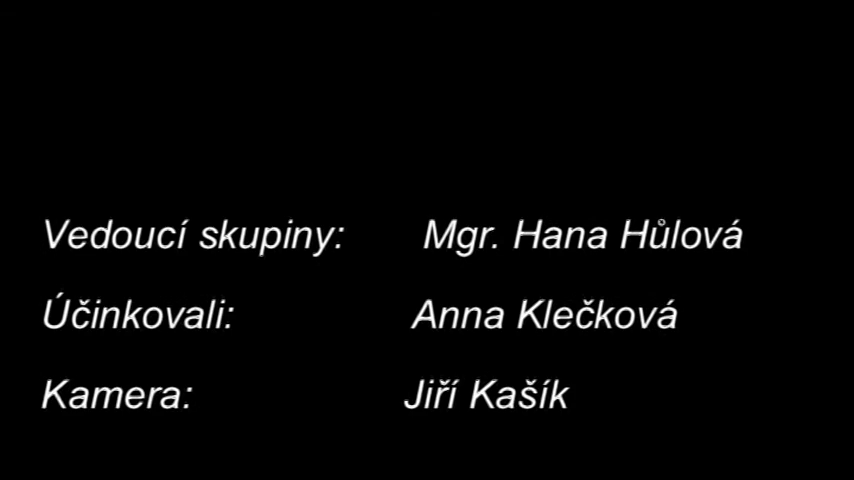 Vedoucí skupiny: Mgr. Hana Hůlová
Účinkovali: Anna Klečková
Kamera: Jiří Kašík